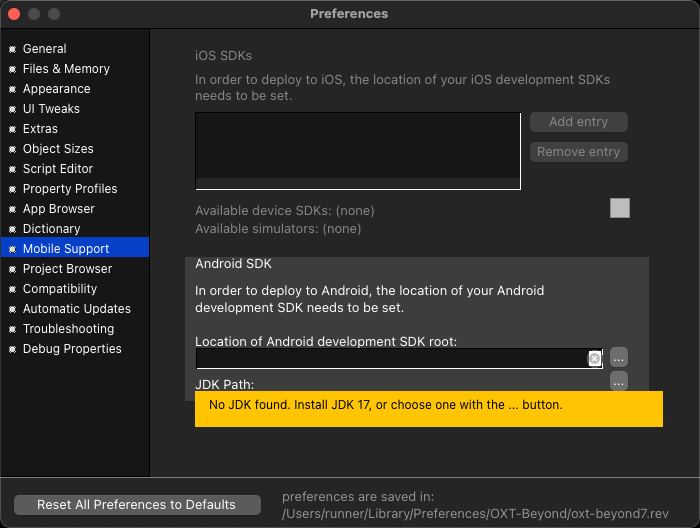 Preferences
General
Files & Memory
Appearance
UI Tweaks
Extras
Object Sizes
Script Editor
Property Profiles
App Browser
Dictionary
Mobile Support
Project Browser
Compatibility
Automatic Updates
Troubleshooting
Debug Properties
iOS SDKs
In order to deploy to iOS, the location of your iOS development SDKs
needs to be set.
Add entry
Remove entry
Available device SDKs: (none)
Available simulators: (none)
Android SDK
In order to deploy to Android, the location of your Android
development SDK needs to be set.
Location of Android development SDK root:
...
JDK Path:
...
No JDK found. Install JDK 17, or choose one with the ... button.
Reset All Preferences to Defaults
preferences are saved in:
/Users/runner/Library/Preferences/OXT-Beyond/oxt-beyond7.rev